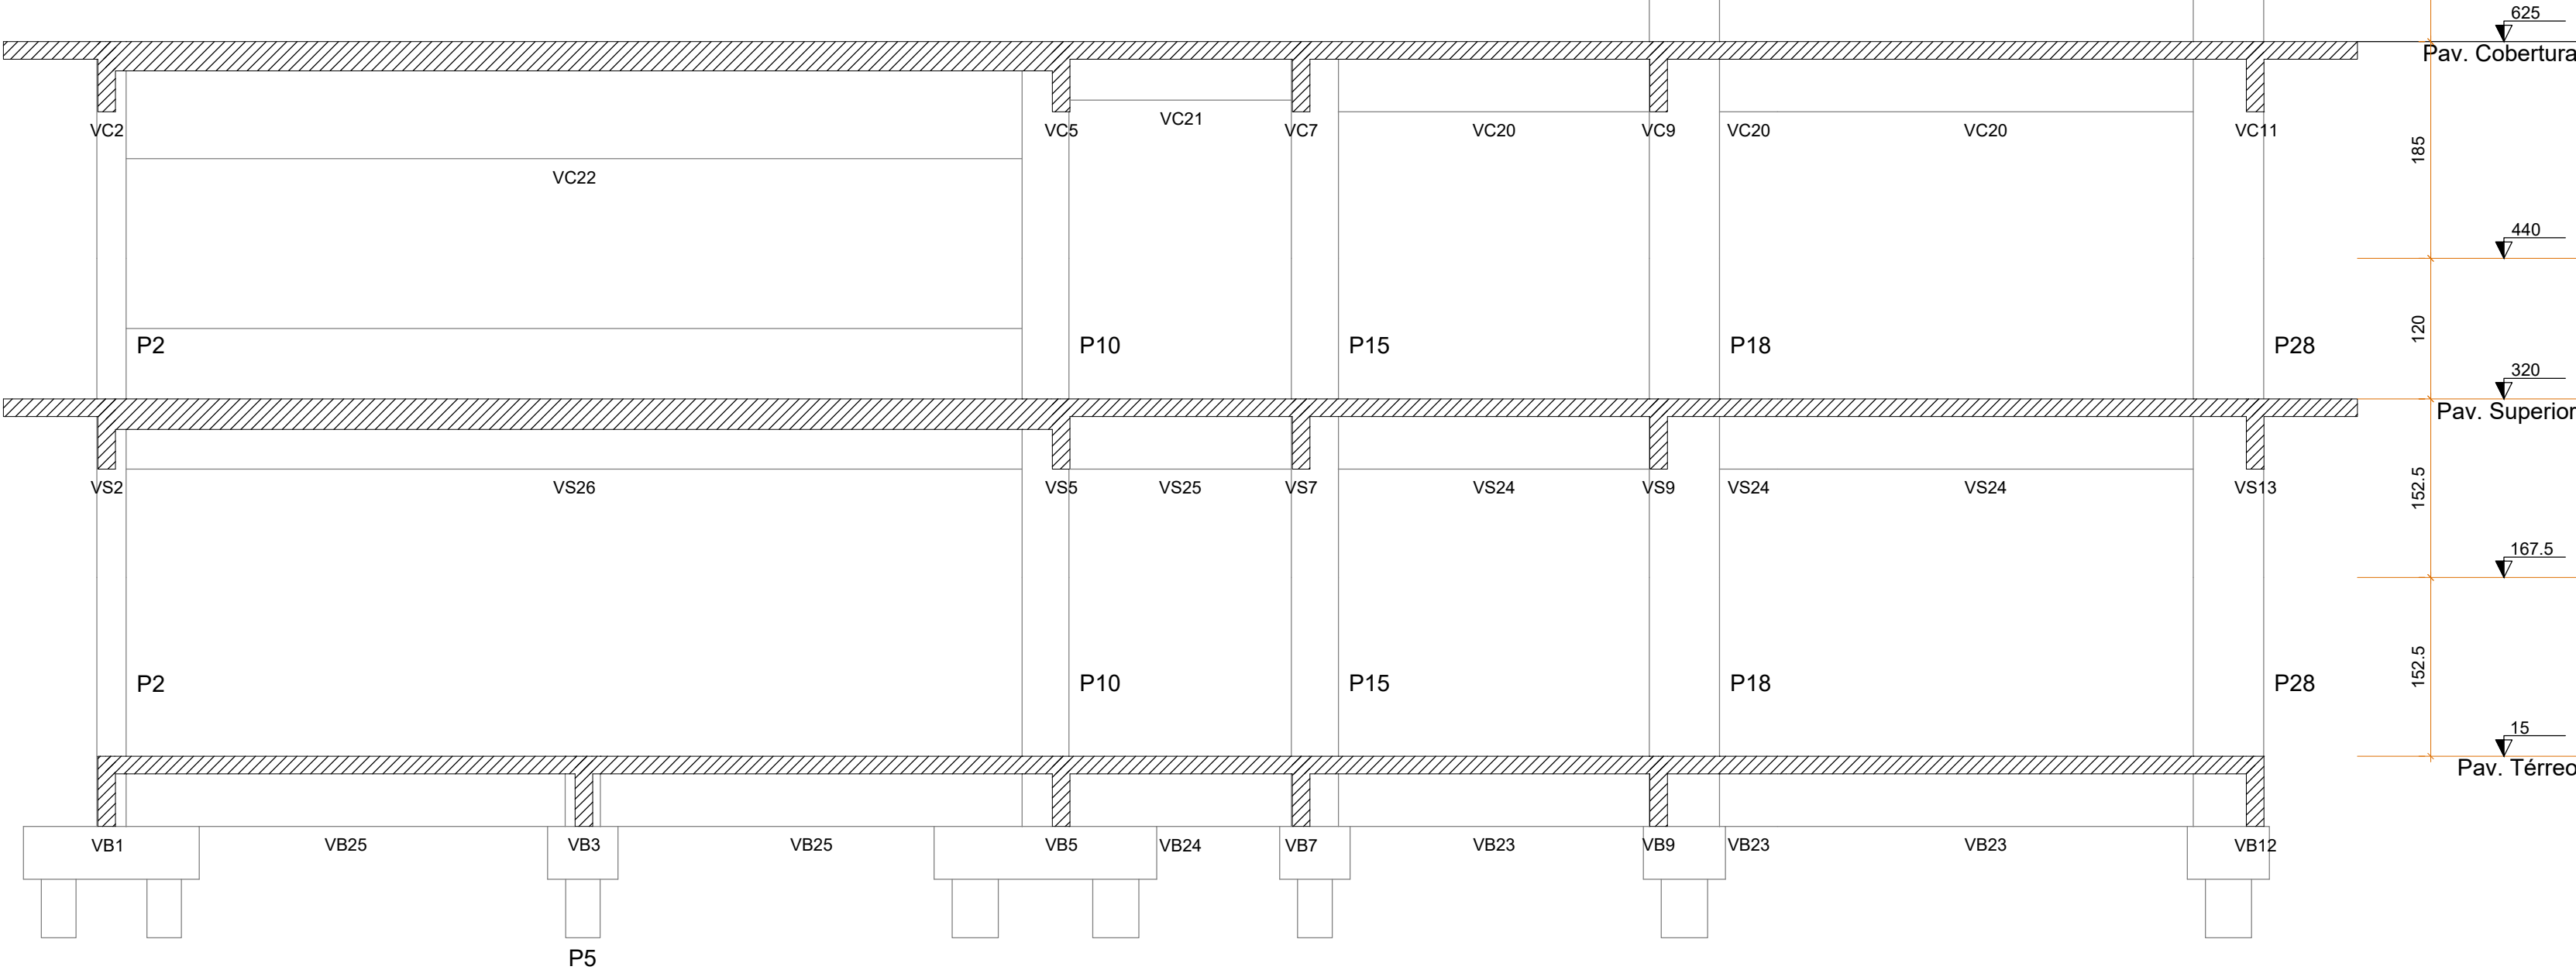 625
Pav. Cobertura
VC2
VC5
VC21
VC7
VC20
VC9
VC20
VC20
VC11
185
VC22
440
P2
P10
P15
P18
P28
120
320
Pav. Superior
VS2
VS26
VS5
VS25
VS7
VS24
VS9
VS24
VS24
VS13
152.5
167.5
P2
P10
P15
P18
P28
152.5
15
Pav. Térreo
VB1
VB25
VB3
VB25
VB5
VB24
VB7
VB23
VB9
VB23
VB23
VB12
P5